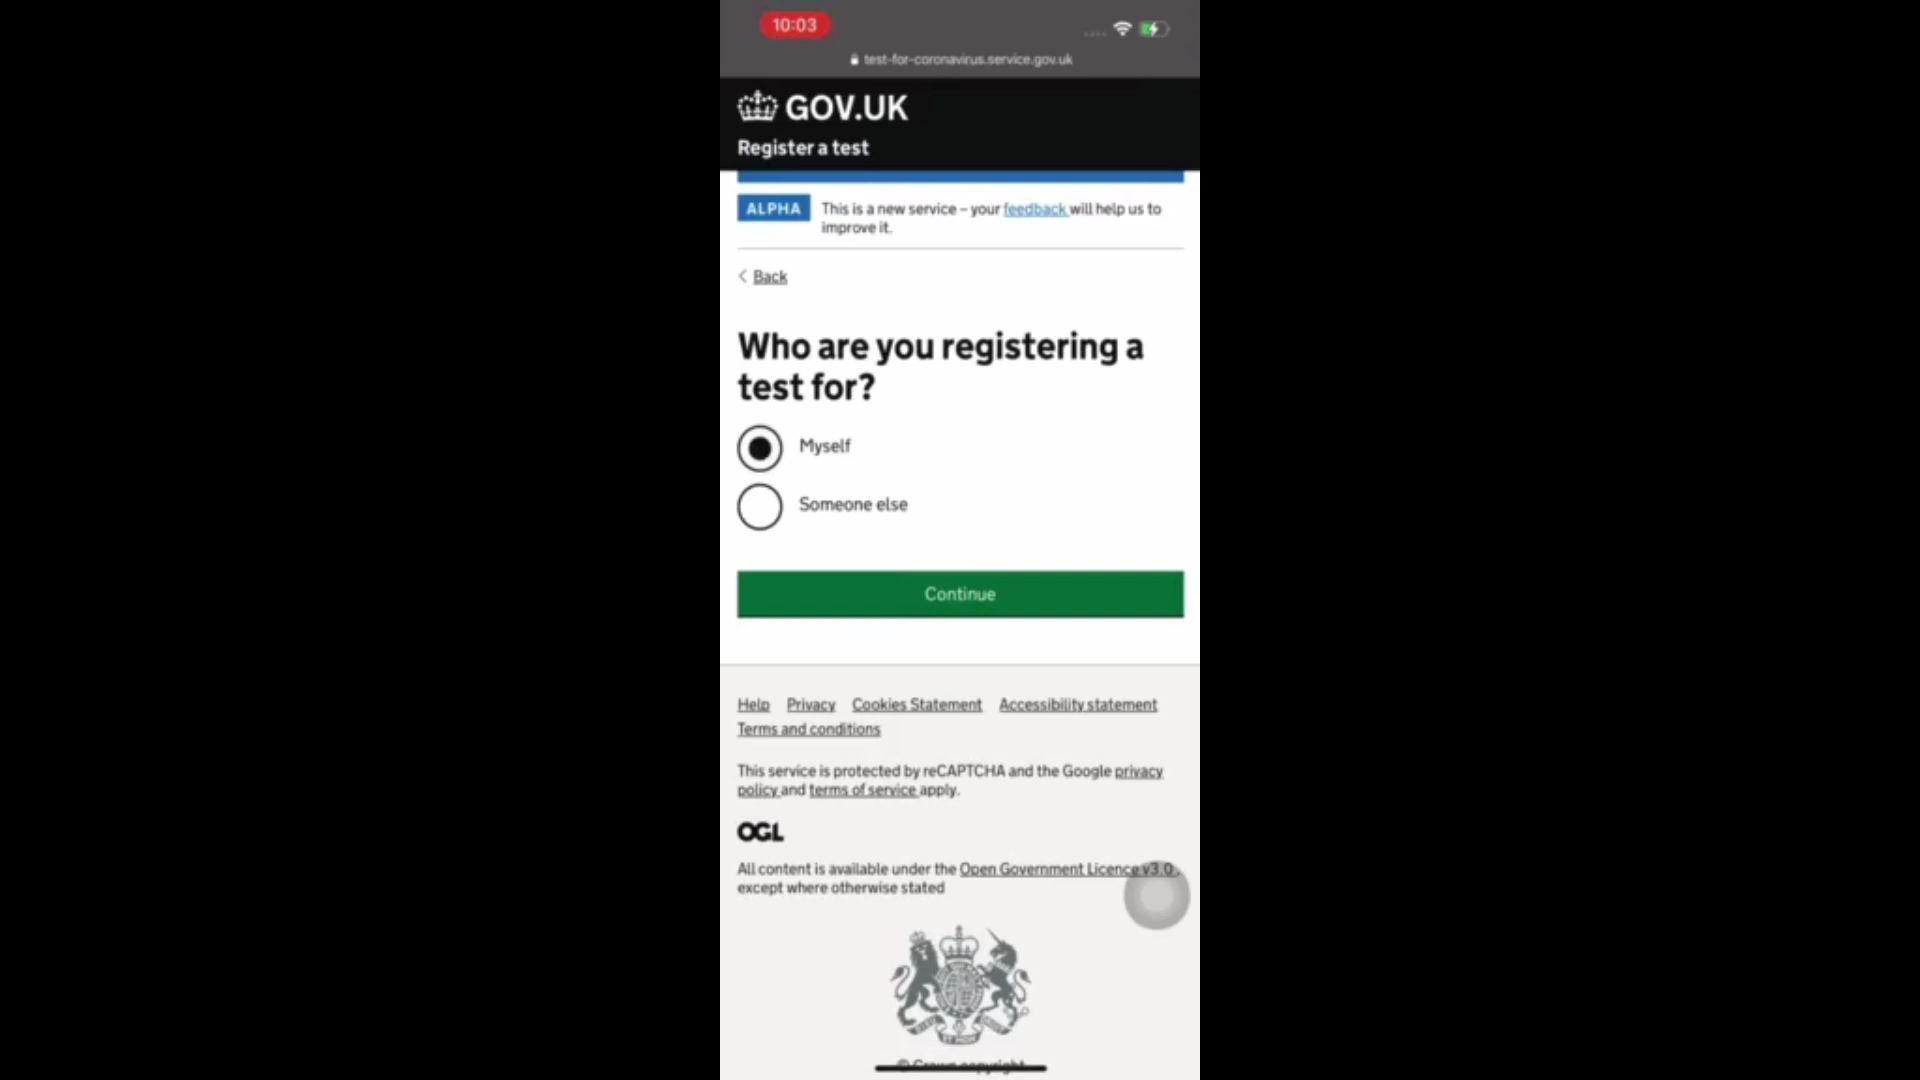 10:03
test-for-coronavirus.service.gov.uk
GOV.UK
Register a test
ALPHA This is a new service – your feedback will help us to
improve it.
Back
Who are you registering a
test for?
Myself
Someone else
Continue
Help Privacy Cookies Statement Accessibility statement
Terms and conditions
This service is protected by reCAPTCHA and the Google privacy
policy and terms of service apply.
OGL
All content is available under the Open Government Licence v3.0,
except where otherwise stated
© Crown copyright